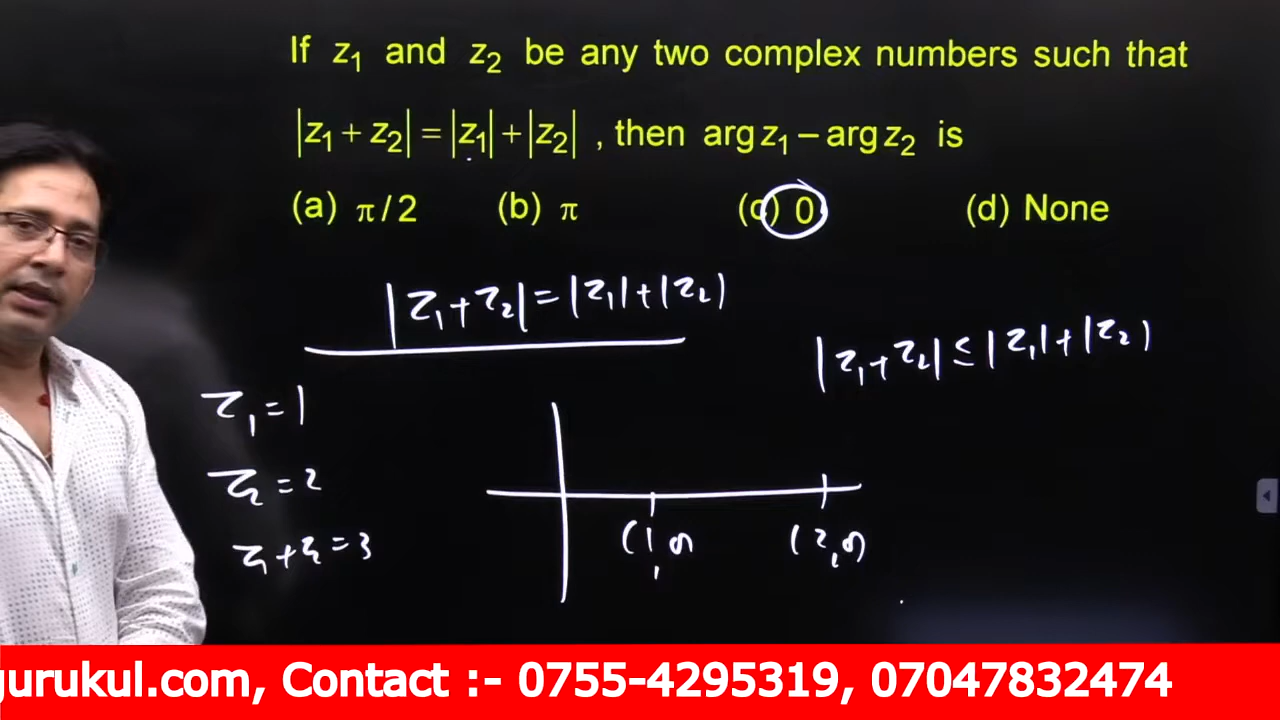 If z₁ and z₂ be any two complex numbers such that
|z₁ + z₂| = |z₁| + |z₂| , then arg z₁ − arg z₂ is
(a) π / 2 (b) π (c) 0 (d) None
|z₁+z₂| = |z₁|+|z₂|
|z₁+z₂| ≤ |z₁|+|z₂|
z₁ = 1
z₂ = 2
z₁+z₂ = 3
(1,0) (2,0)
gurukul.com, Contact :- 0755-4295319, 07047832474